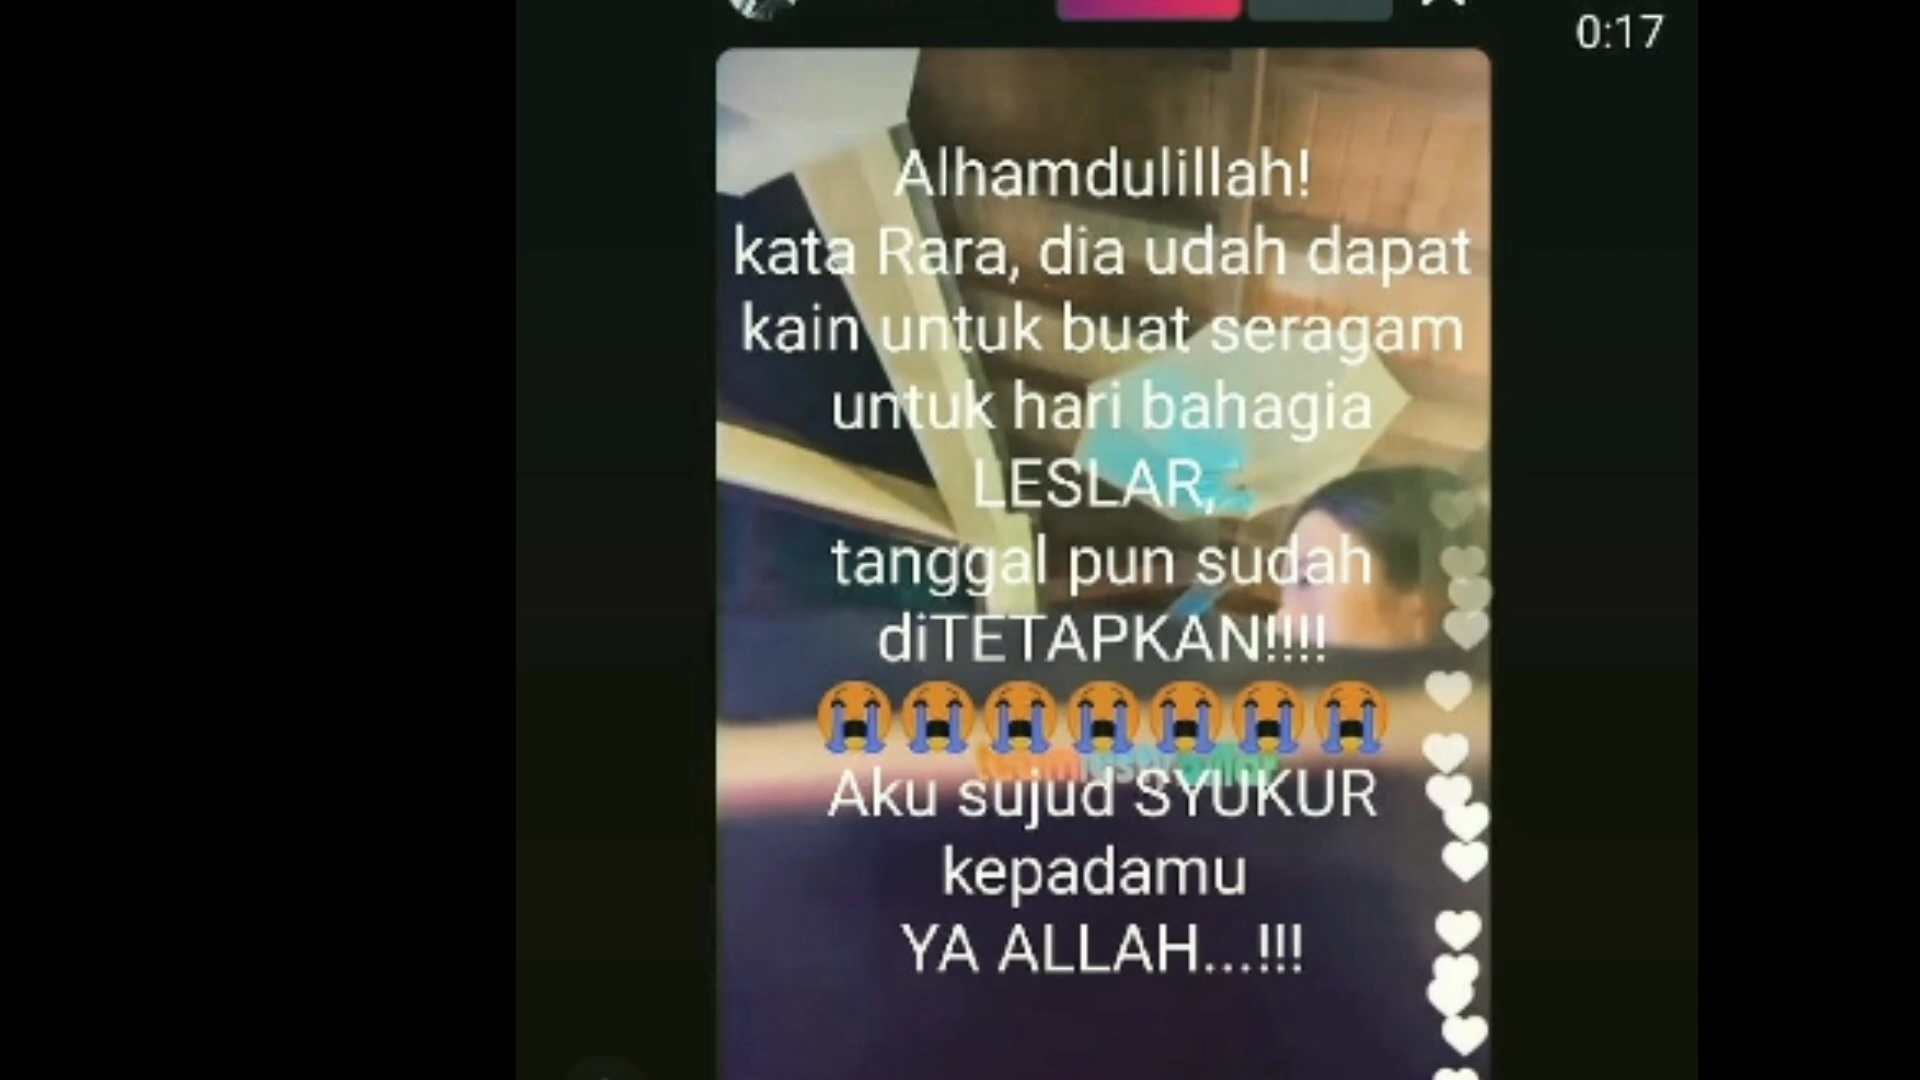 0:17
Alhamdulillah!
kata Rara, dia udah dapat
kain untuk buat seragam
untuk hari bahagia
LESLAR,
tanggal pun sudah
diTETAPKAN!!!!
😭😭😭😭😭😭😭
Aku sujud SYUKUR
kepadamu
YA ALLAH...!!!